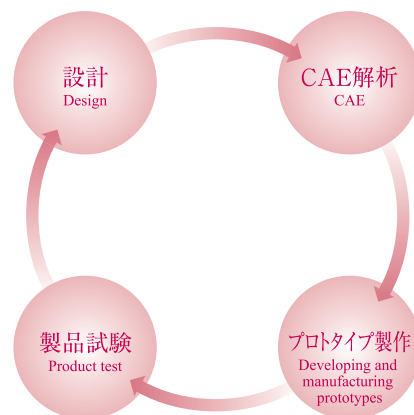 設計
Design
CAE解析
CAE
製品試験
Product test
プロトタイプ製作
Developing and
manufacturing
prototypes